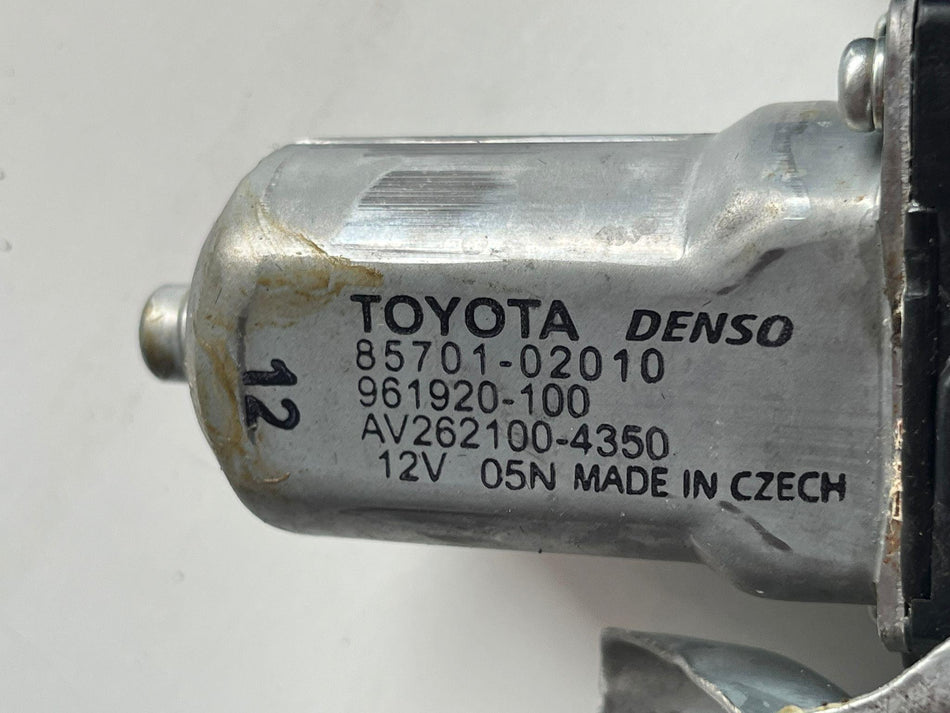 TOYOTA DENSO
85701-02010
961920-100
AV262100-4350
12V 05N MADE IN CZECH
12